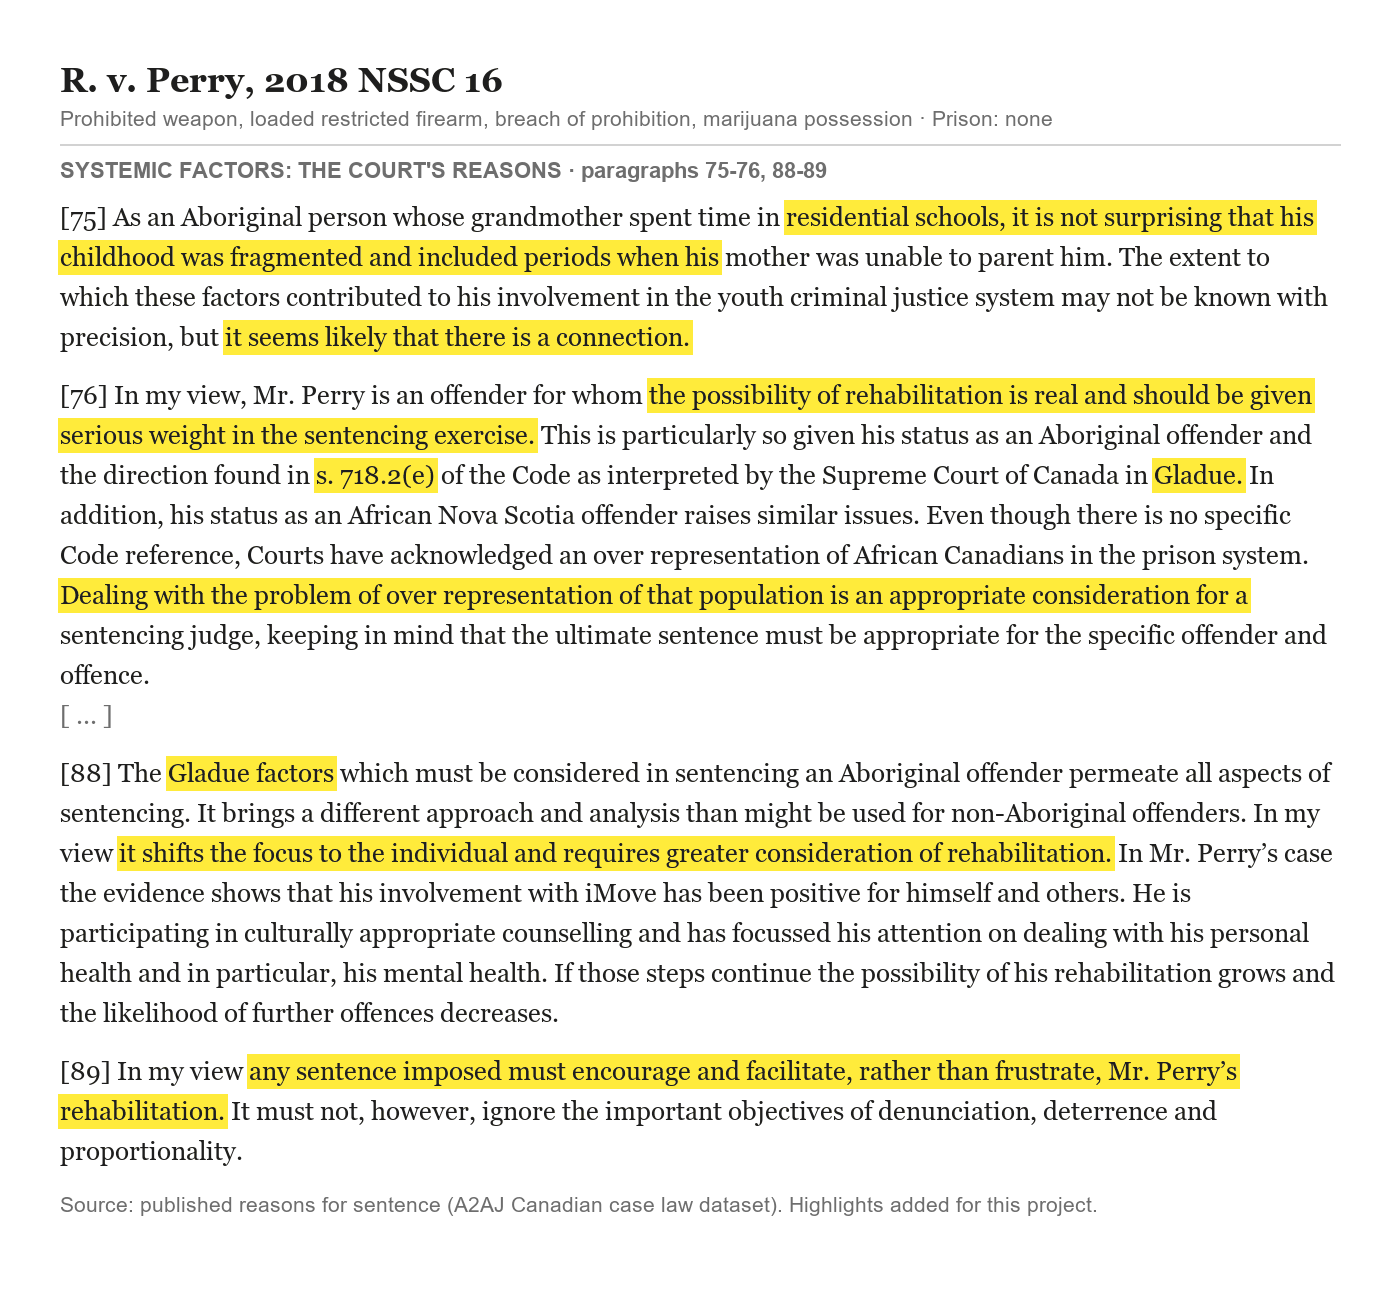 R. v. Perry, 2018 NSSC 16
Prohibited weapon, loaded restricted firearm, breach of prohibition, marijuana possession · Prison: none
SYSTEMIC FACTORS: THE COURT'S REASONS · paragraphs 75-76, 88-89
[75] As an Aboriginal person whose grandmother spent time in residential schools, it is not surprising that his
childhood was fragmented and included periods when his mother was unable to parent him. The extent to
which these factors contributed to his involvement in the youth criminal justice system may not be known with
precision, but it seems likely that there is a connection.
[76] In my view, Mr. Perry is an offender for whom the possibility of rehabilitation is real and should be given
serious weight in the sentencing exercise. This is particularly so given his status as an Aboriginal offender and
the direction found in s. 718.2(e) of the Code as interpreted by the Supreme Court of Canada in Gladue. In
addition, his status as an African Nova Scotia offender raises similar issues. Even though there is no specific
Code reference, Courts have acknowledged an over representation of African Canadians in the prison system.
Dealing with the problem of over representation of that population is an appropriate consideration for a
sentencing judge, keeping in mind that the ultimate sentence must be appropriate for the specific offender and
offence.
[ ... ]
[88] The Gladue factors which must be considered in sentencing an Aboriginal offender permeate all aspects of
sentencing. It brings a different approach and analysis than might be used for non-Aboriginal offenders. In my
view it shifts the focus to the individual and requires greater consideration of rehabilitation. In Mr. Perry’s case
the evidence shows that his involvement with iMove has been positive for himself and others. He is
participating in culturally appropriate counselling and has focussed his attention on dealing with his personal
health and in particular, his mental health. If those steps continue the possibility of his rehabilitation grows and
the likelihood of further offences decreases.
[89] In my view any sentence imposed must encourage and facilitate, rather than frustrate, Mr. Perry’s
rehabilitation. It must not, however, ignore the important objectives of denunciation, deterrence and
proportionality.
Source: published reasons for sentence (A2AJ Canadian case law dataset). Highlights added for this project.